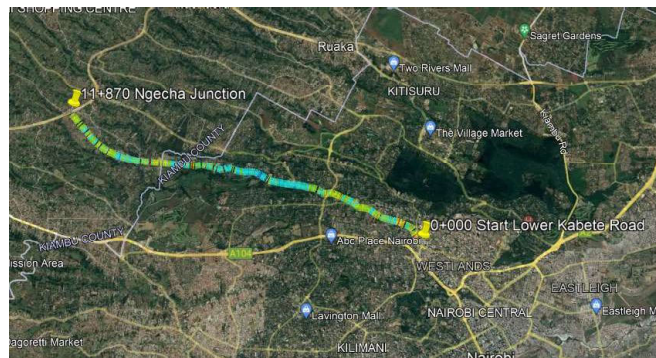 SHOPPING CENTRE
Sagret Gardens
Ruaka
Two Rivers Mall
KITISURU
11+870 Ngecha Junction
The Village Market
Kiambu Rd
KIAMBU COUNTY
0+000 Start Lower Kabete Road
KIAMBU COUNTY
Abc Place Nairobi
A104
ission Area
WESTLANDS
EASTLEIGH
Lavington Mall
NAIROBI CENTRAL
Eastleigh M
Dagoretti Market
KILIMANI
Nairobi